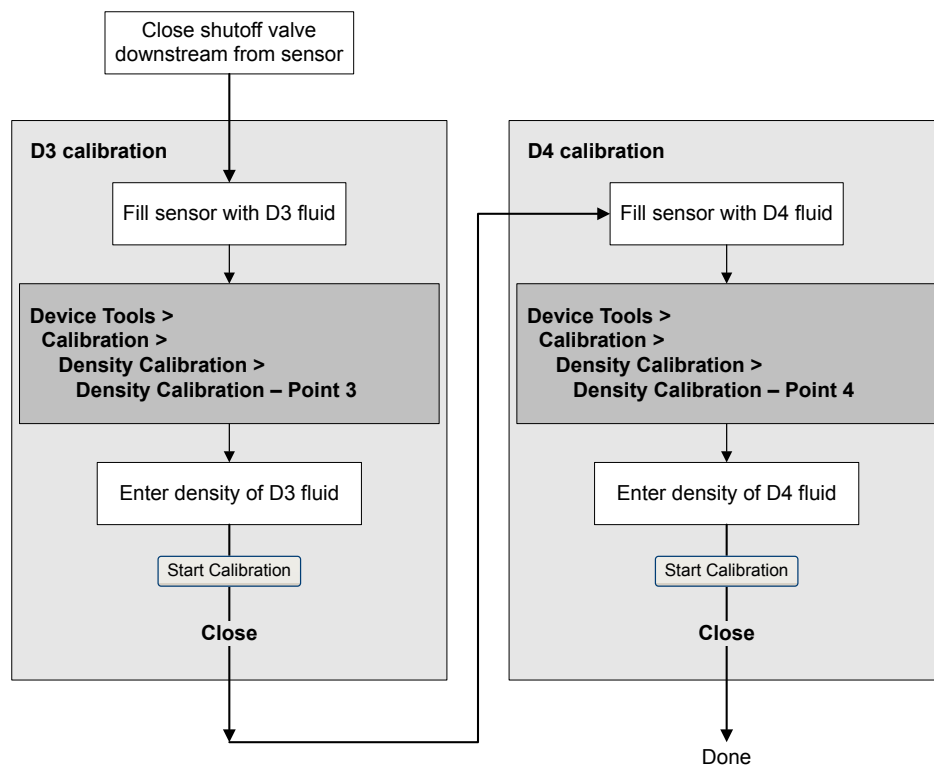 Close shutoff valve
downstream from sensor
D3 calibration
Fill sensor with D3 fluid
Device Tools >
Calibration >
Density Calibration >
Density Calibration – Point 3
Enter density of D3 fluid
Start Calibration
Close
D4 calibration
Fill sensor with D4 fluid
Device Tools >
Calibration >
Density Calibration >
Density Calibration – Point 4
Enter density of D4 fluid
Start Calibration
Close
Done